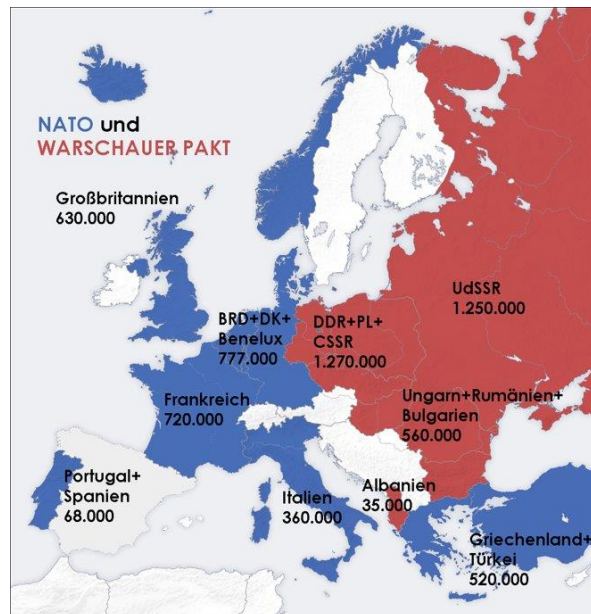 NATO und
WARSCHAUER PAKT
Großbritannien
630.000
BRD+DK+
Benelux
777.000
DDR+PL+
CSSR
1.270.000
UdSSR
1.250.000
Frankreich
720.000
Ungarn+Rumänien+
Bulgarien
560.000
Portugal+
Spanien
68.000
Italien
360.000
Albanien
35.000
Griechenland+
Türkei
520.000